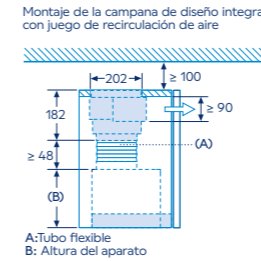 Montaje de la campana de diseño integra
con juego de recirculación de aire
202
≥ 100
≥ 90
182
(A)
≥ 48
(B)
A:Tubo flexible
B: Altura del aparato